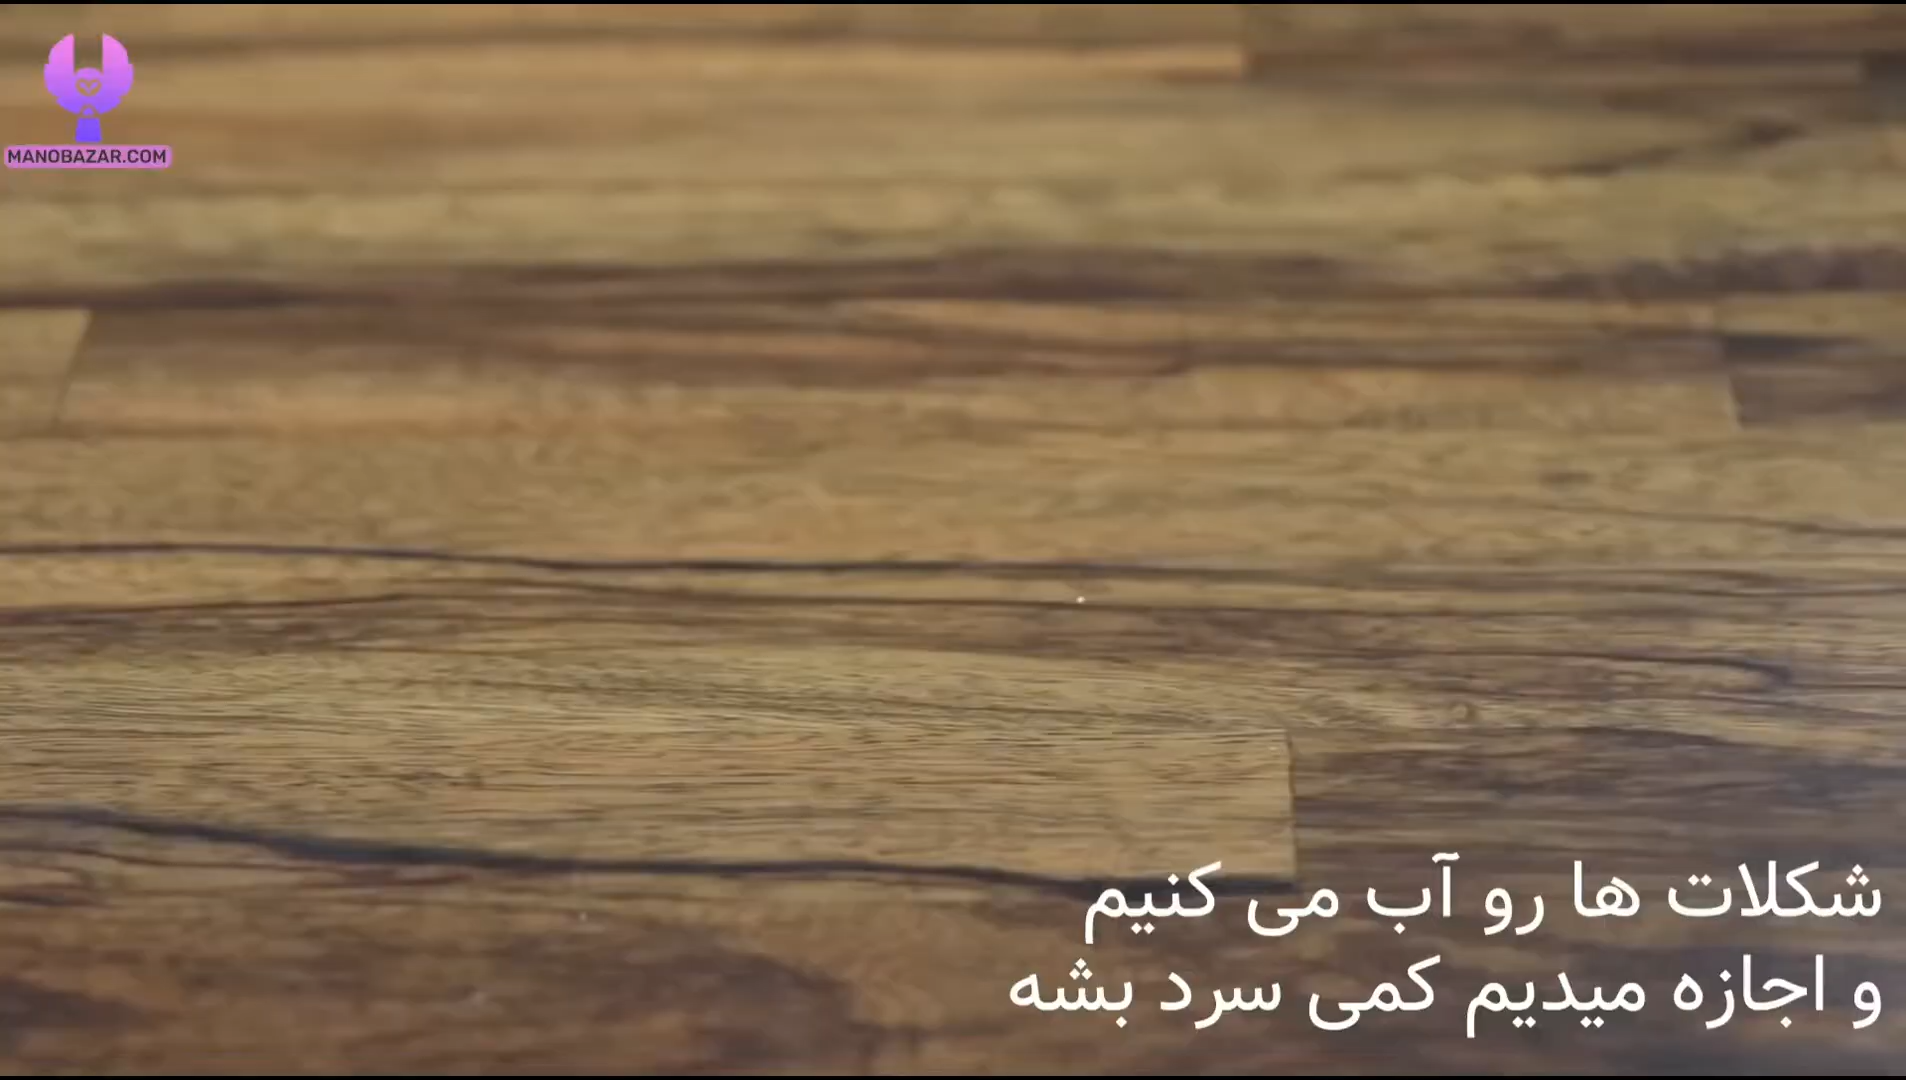 MANOBAZAR.COM
شکلات ها رو آب می کنیم
و اجازه میدیم کمی سرد بشه